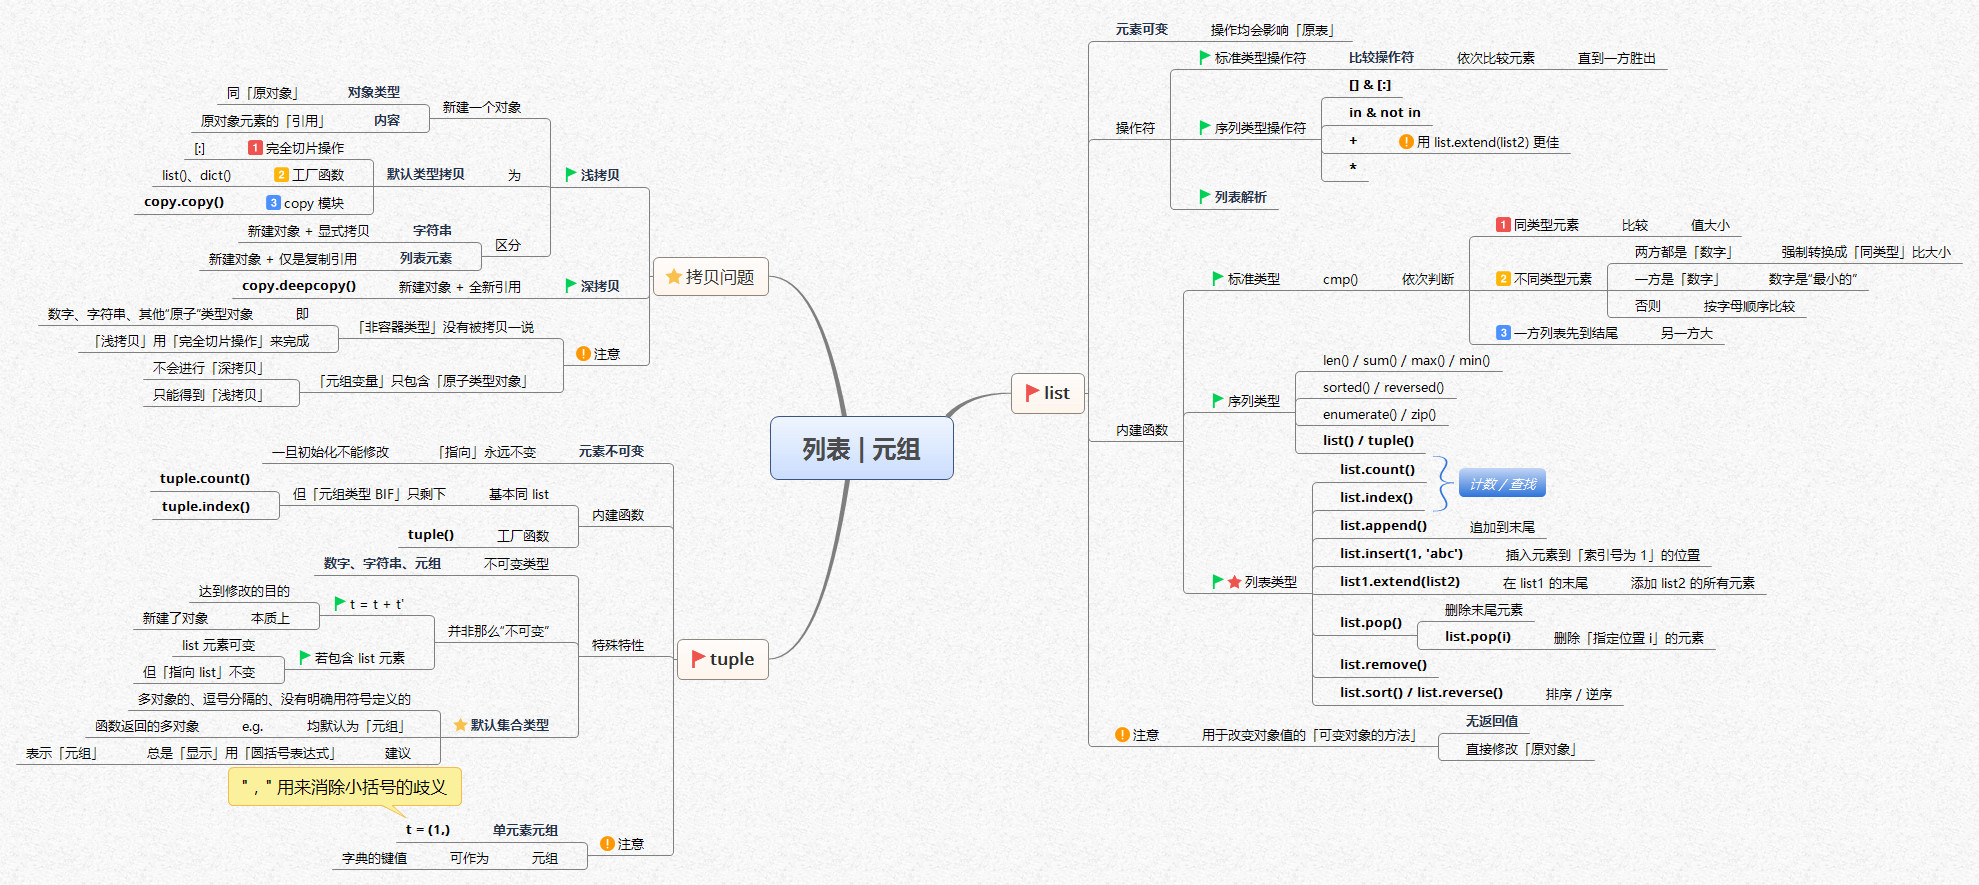 列表 | 元组
list
元素可变
操作均会影响「原表」
操作符
标准类型操作符
比较操作符
依次比较元素
直到一方胜出
序列类型操作符
[] & [:]
in & not in
+
用 list.extend(list2) 更佳
*
列表解析
内建函数
标准类型
cmp()
依次判断
1 同类型元素
比较
值大小
2 不同类型元素
两方都是「数字」
强制转换成「同类型」比大小
一方是「数字」
数字是“最小的”
否则
按字母顺序比较
3 一方列表先到结尾
另一方大
序列类型
len() / sum() / max() / min()
sorted() / reversed()
enumerate() / zip()
list() / tuple()
列表类型
list.count()
list.index()
计数 / 查找
list.append()
追加到末尾
list.insert(1, 'abc')
插入元素到「索引号为 1」的位置
list1.extend(list2)
在 list1 的末尾
添加 list2 的所有元素
list.pop()
删除末尾元素
list.pop(i)
删除「指定位置 i」的元素
list.remove()
list.sort() / list.reverse()
排序 / 逆序
注意
用于改变对象值的「可变对象的方法」
无返回值
直接修改「原对象」
拷贝问题
浅拷贝
新建一个对象
对象类型
同「原对象」
内容
原对象元素的「引用」
为
默认类型拷贝
1 完全切片操作
[:]
2 工厂函数
list()、dict()
3 copy 模块
copy.copy()
区分
字符串
新建对象 + 显式拷贝
列表元素
新建对象 + 仅是复制引用
深拷贝
新建对象 + 全新引用
copy.deepcopy()
注意
「非容器类型」没有被拷贝一说
即
数字、字符串、其他“原子”类型对象
「浅拷贝」用「完全切片操作」来完成
「元组变量」只包含「原子类型对象」
不会进行「深拷贝」
只能得到「浅拷贝」
tuple
元素不可变
「指向」永远不变
一旦初始化不能修改
内建函数
基本同 list
但「元组类型 BIF」只剩下
tuple.count()
tuple.index()
工厂函数
tuple()
特殊特性
不可变类型
数字、字符串、元组
并非那么“不可变”
t = t + t'
达到修改的目的
本质上
新建了对象
若包含 list 元素
list 元素可变
但「指向 list」不变
默认集合类型
多对象的、逗号分隔的、没有明确用符号定义的
均默认为「元组」
e.g.
函数返回的多对象
建议
总是「显示」用「圆括号表达式」
表示「元组」
注意
单元素元组
t = (1,)
" , " 用来消除小括号的歧义
元组
可作为
字典的键值